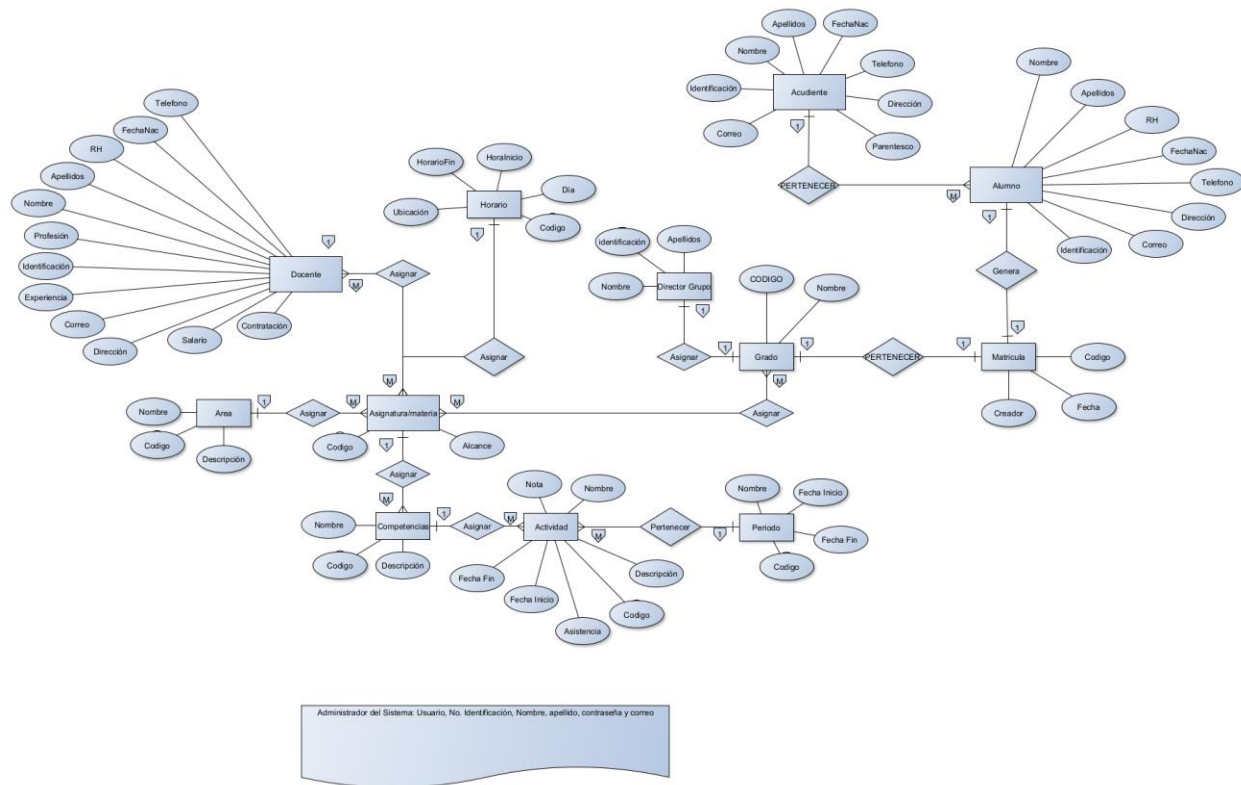 Telefono
FechaNac
RH
Apellidos
Nombre
Profesión
Identificación
Experiencia
Correo
Dirección
Salario
Contratación
Docente
1
M
Asignar
HorarioFin
HoraInicio
Día
Ubicación
Codigo
Horario
1
Asignar
Apellidos
FechaNac
Nombre
Telefono
Identificación
Dirección
Correo
Parentesco
Acudiente
1
PERTENECER
M
Nombre
Apellidos
RH
FechaNac
Telefono
Dirección
Correo
Identificación
Alumno
1
Genera
1
identificación
Apellidos
Nombre
Director Grupo
1
Asignar
1
CODIGO
Nombre
Grado
1
M
PERTENECER
1
Matricula
Codigo
Fecha
Creador
Asignar
Nombre
Codigo
Descripción
Area
1
Asignar
M
M
M
Asignatura/materia
Codigo
Alcance
1
Asignar
M
Nombre
Codigo
Descripción
Competencias
1
Asignar
M
Nota
Nombre
Actividad
M
Fecha Fin
Fecha Inicio
Asistencia
Codigo
Descripción
Pertenecer
1
Nombre
Fecha Inicio
Periodo
Fecha Fin
Codigo
Administrador del Sistema: Usuario, No. Identificación, Nombre, apellido, contraseña y correo